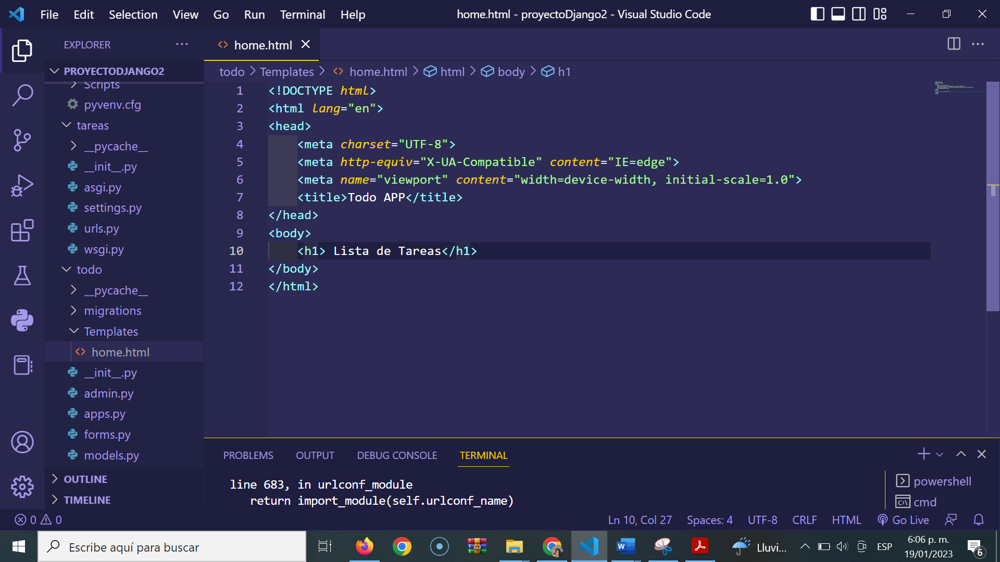 File Edit Selection View Go Run Terminal Help
home.html - proyectoDjango2 - Visual Studio Code
EXPLORER
PROYECTODJANGO2
Scripts
pyvenv.cfg
tareas
__pycache__
__init__.py
asgi.py
settings.py
urls.py
wsgi.py
todo
__pycache__
migrations
Templates
home.html
__init__.py
admin.py
apps.py
forms.py
models.py
OUTLINE
TIMELINE
home.html
todo > Templates > home.html > html > body > h1
1 <!DOCTYPE html>
2 <html lang="en">
3 <head>
4 <meta charset="UTF-8">
5 <meta http-equiv="X-UA-Compatible" content="IE=edge">
6 <meta name="viewport" content="width=device-width, initial-scale=1.0">
7 <title>Todo APP</title>
8 </head>
9 <body>
10 <h1> Lista de Tareas</h1>
11 </body>
12 </html>
PROBLEMS OUTPUT DEBUG CONSOLE TERMINAL
line 683, in urlconf_module
return import_module(self.urlconf_name)
powershell
cmd
0 0
Ln 10, Col 27 Spaces: 4 UTF-8 CRLF HTML Go Live
Escribe aquí para buscar
Lluvi...
ESP
6:06 p. m.
19/01/2023
6